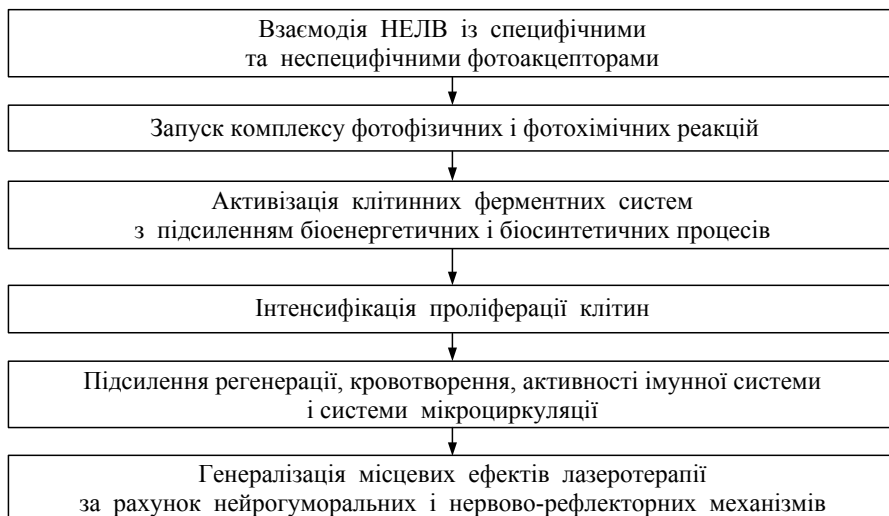 Взаємодія НЕЛВ із специфічними
та неспецифічними фотоакцепторами
Запуск комплексу фотофізичних і фотохімічних реакцій
Активізація клітинних ферментних систем
з підсиленням біоенергетичних і біосинтетичних процесів
Інтенсифікація проліферації клітин
Підсилення регенерації, кровотворення, активності імунної системи
і системи мікроциркуляції
Генералізація місцевих ефектів лазеротерапії
за рахунок нейрогуморальних і нервово-рефлекторних механізмів